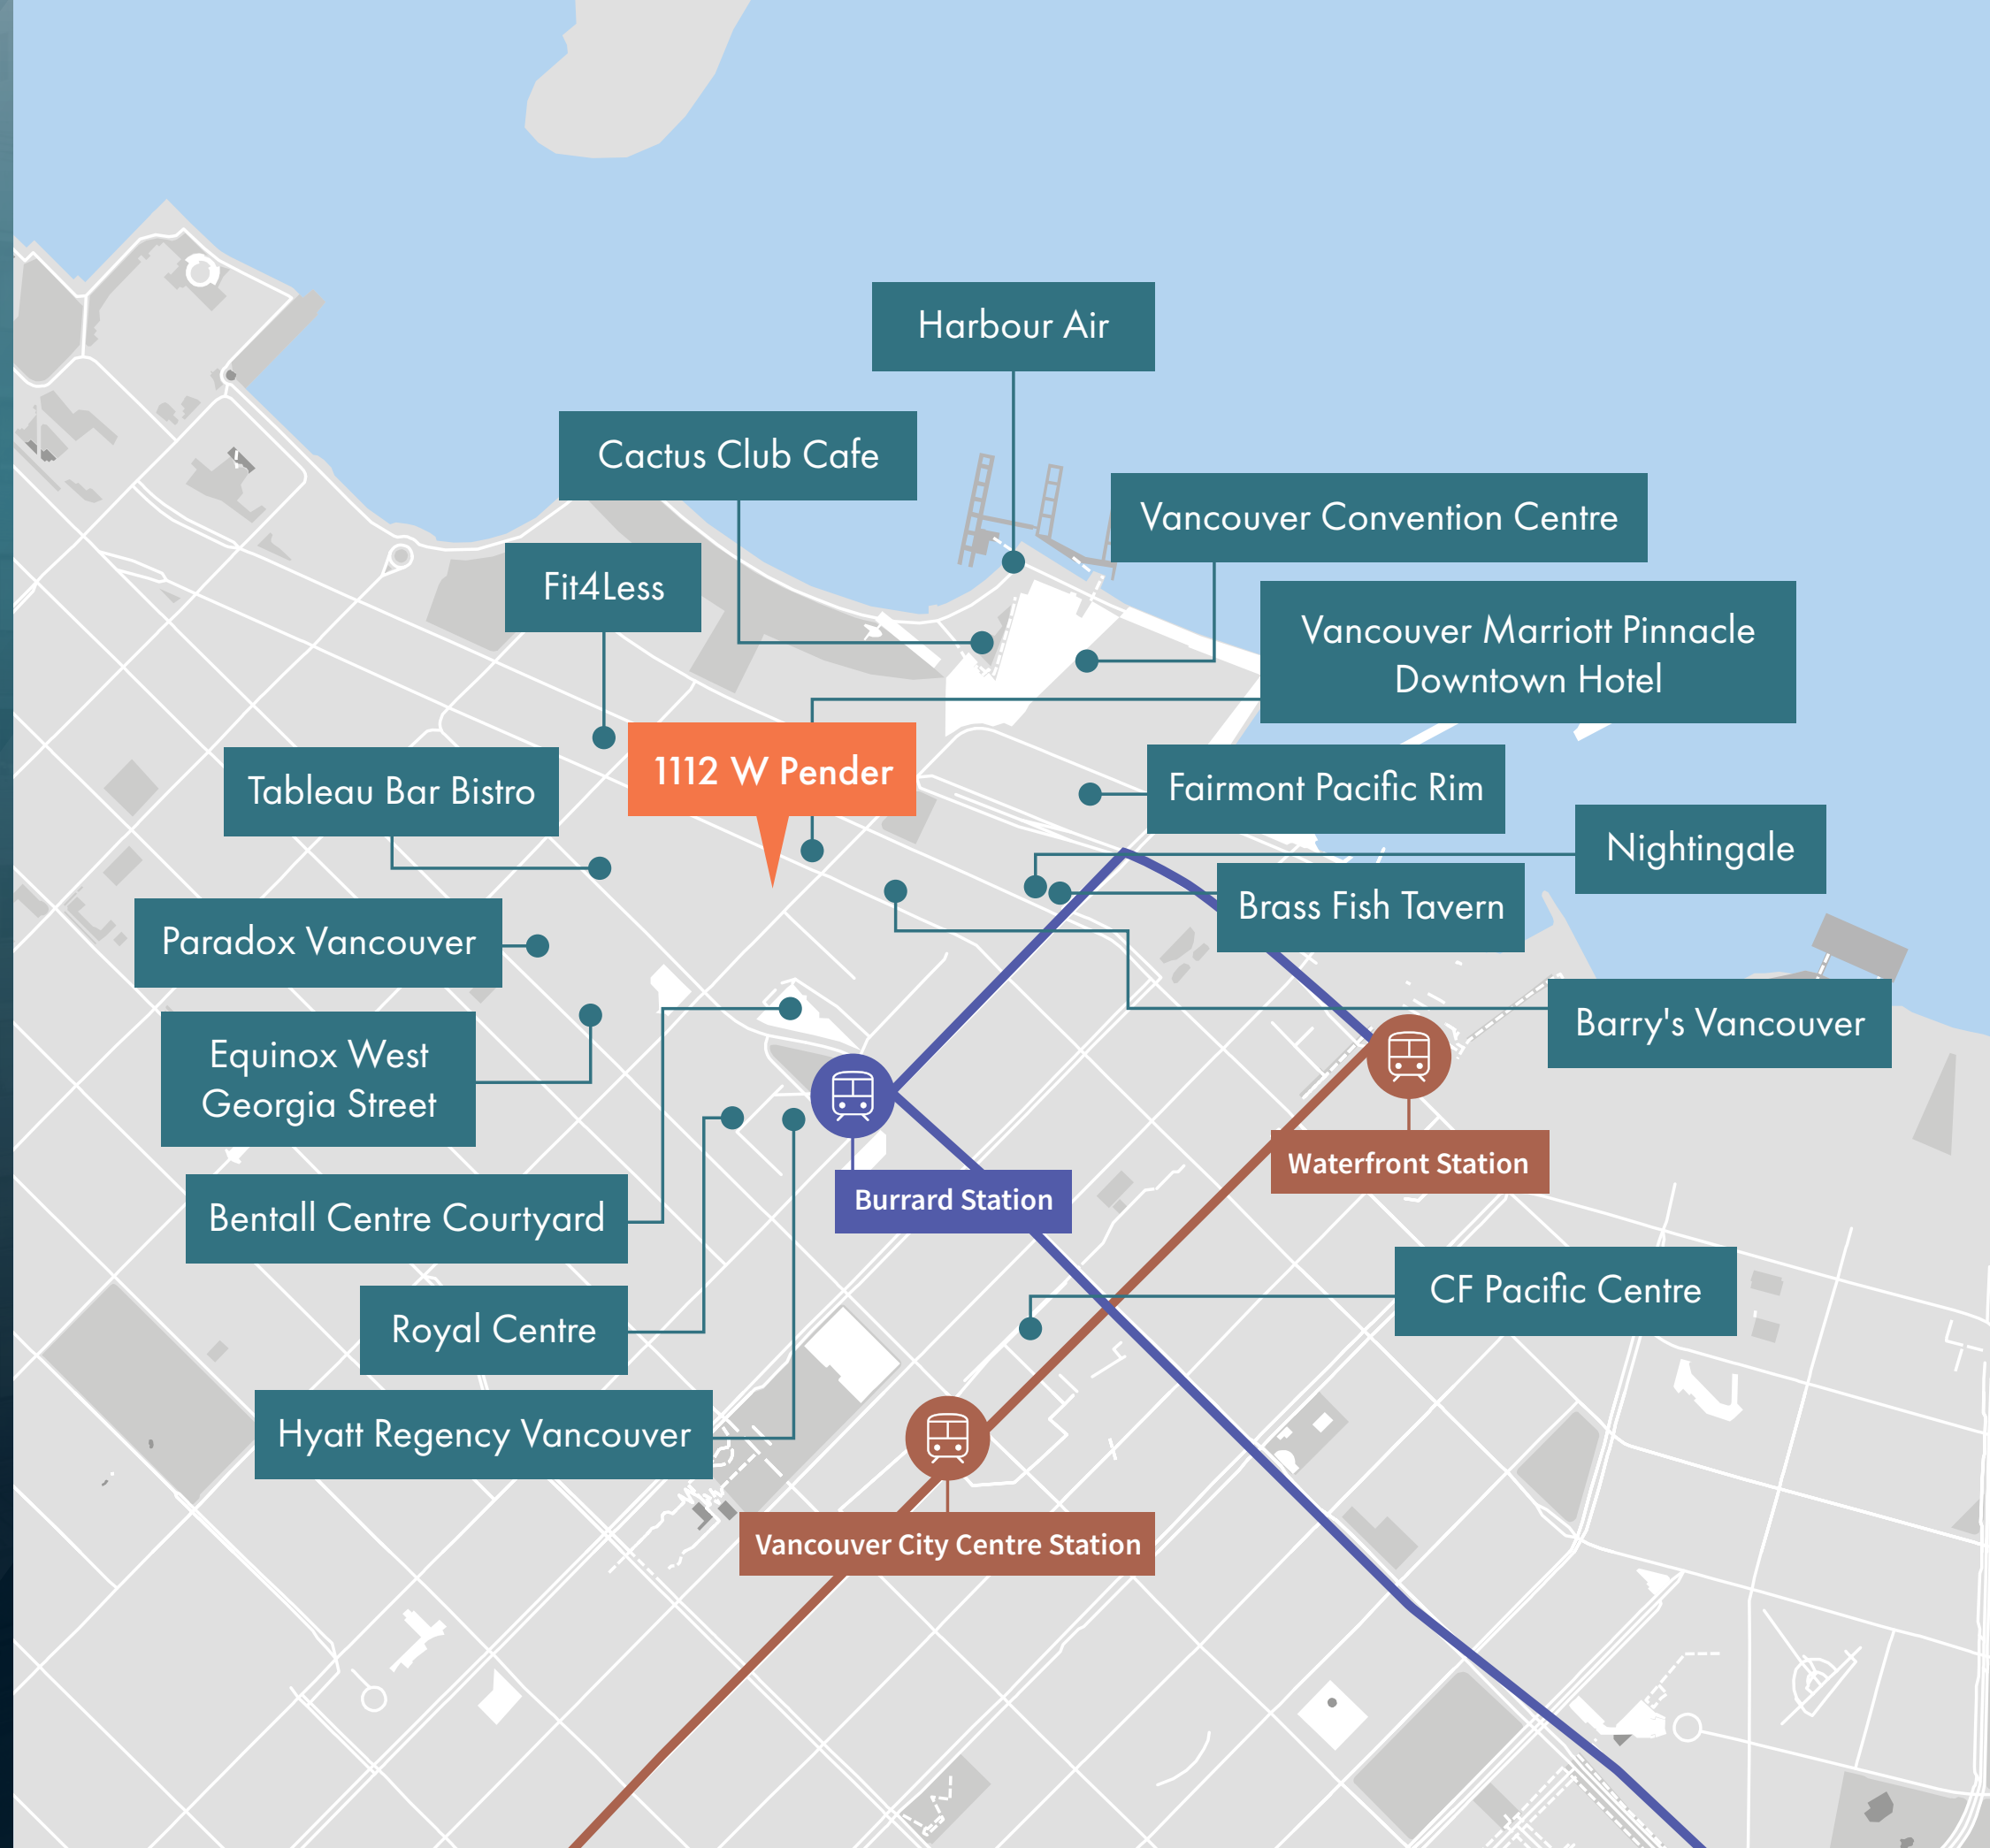 Harbour Air
Cactus Club Cafe
Vancouver Convention Centre
Fit4Less
Vancouver Marriott Pinnacle
Downtown Hotel
1112 W Pender
Tableau Bar Bistro
Fairmont Pacific Rim
Nightingale
Brass Fish Tavern
Paradox Vancouver
Barry's Vancouver
Equinox West
Georgia Street
Waterfront Station
Burrard Station
Bentall Centre Courtyard
CF Pacific Centre
Royal Centre
Hyatt Regency Vancouver
Vancouver City Centre Station